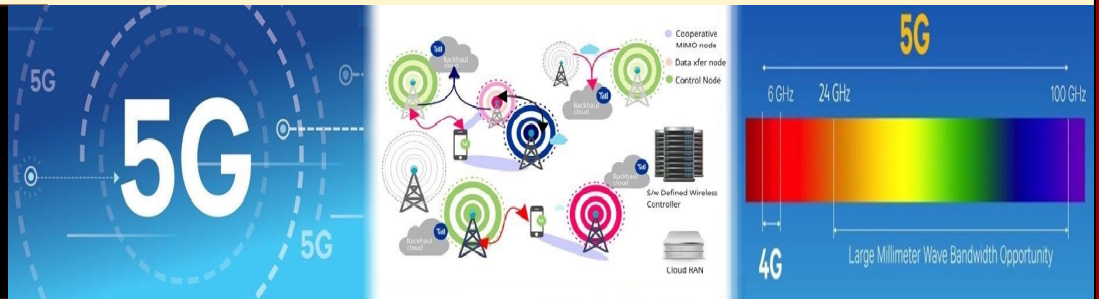 5G
5G
5G
Cooperative
MIMO node
Data xfer node
Control Node
Backhaul
cloud
Backhaul
cloud
Backhaul
cloud
Backhaul
cloud
S/w Defined Wireless
Controller
Cloud RAN
5G
6 GHz
24 GHz
100 GHz
4G
Large Millimeter Wave Bandwidth Opportunity